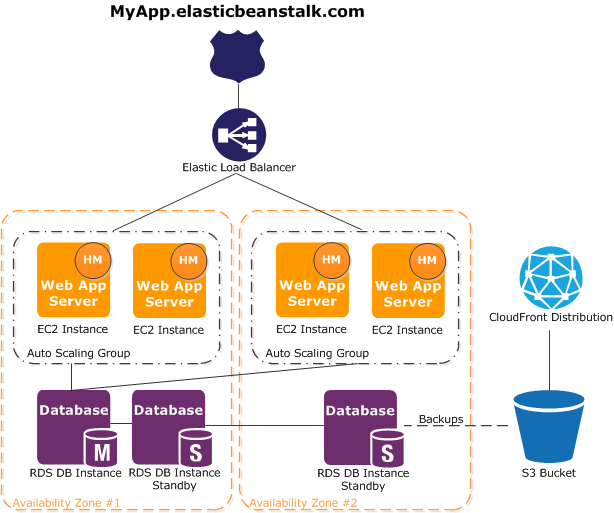 MyApp.elasticbeanstalk.com
Elastic Load Balancer
HM
Web App
Server
EC2 Instance
HM
Web App
Server
EC2 Instance
Auto Scaling Group
HM
Web App
Server
EC2 Instance
HM
Web App
Server
EC2 Instance
Auto Scaling Group
CloudFront Distribution
Database
M
RDS DB Instance
Database
S
RDS DB Instance
Standby
Database
S
RDS DB Instance
Standby
Backups
S3 Bucket
Availability Zone #1
Availability Zone #2